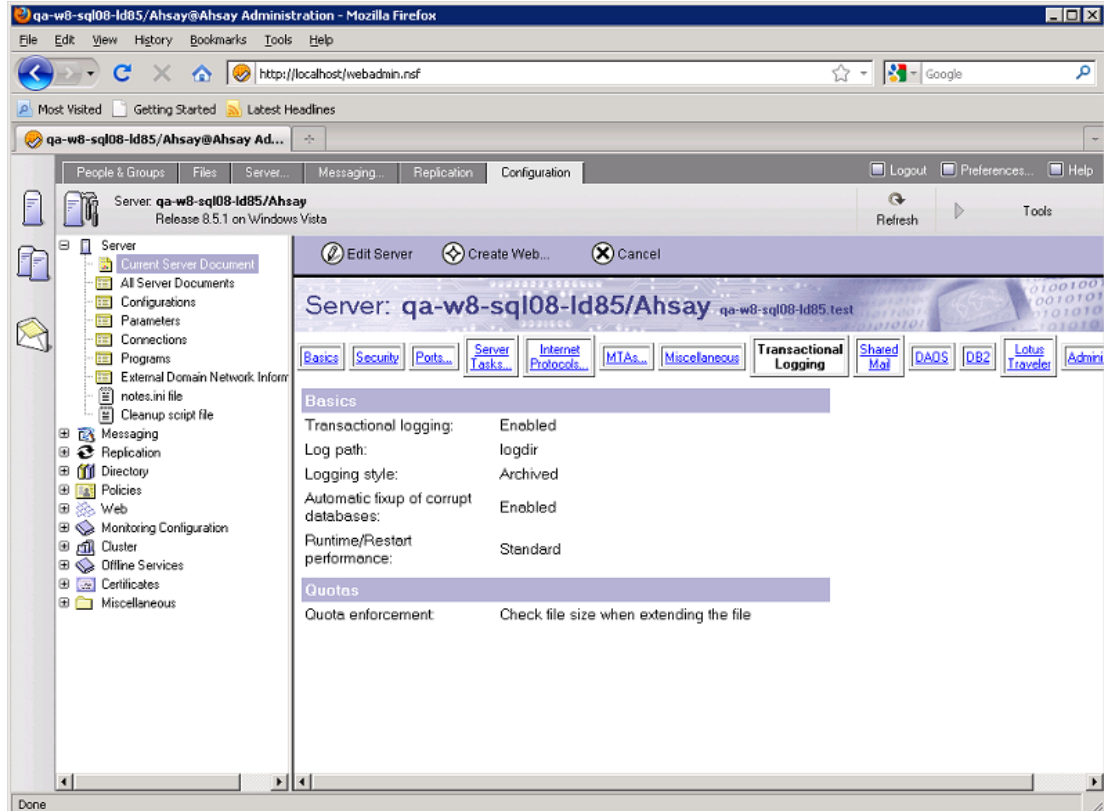 qa-w8-sql08-ld85/Ahsay@Ahsay Administration - Mozilla Firefox
File Edit View History Bookmarks Tools Help
http://localhost/webadmin.nsf
Google
Most Visited Getting Started Latest Headlines
qa-w8-sql08-ld85/Ahsay@Ahsay Ad...
People & Groups Files Server... Messaging... Replication Configuration Logout Preferences... Help
Server: qa-w8-sql08-ld85/Ahsay
Release 8.5.1 on Windows Vista
Refresh Tools
Server
Current Server Document
All Server Documents
Configurations
Parameters
Connections
Programs
External Domain Network Inform
notes.ini file
Cleanup script file
Messaging
Replication
Directory
Policies
Web
Monitoring Configuration
Cluster
Offline Services
Certificates
Miscellaneous
Edit Server Create Web... Cancel
Server: qa-w8-sql08-ld85/Ahsay qa-w8-sql08-ld85.test
Basics Security Ports... Server Tasks... Internet Protocols... MTAs... Miscellaneous Transactional Logging Shared Mail DAOS DB2 Lotus Traveler Admini
Basics
Transactional logging: Enabled
Log path: logdir
Logging style: Archived
Automatic fixup of corrupt databases: Enabled
Runtime/Restart performance: Standard
Quotas
Quota enforcement: Check file size when extending the file
Done